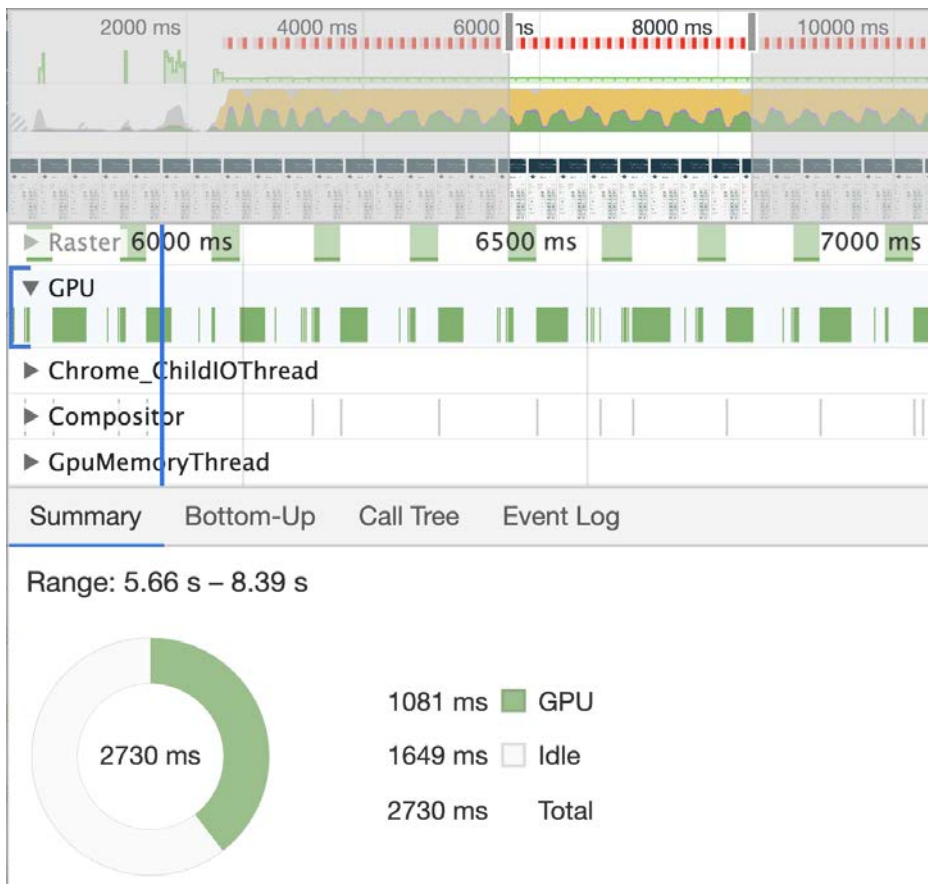 2000 ms 4000 ms 6000 ms 8000 ms 10000 ms
Raster 6000 ms 6500 ms 7000 ms
GPU
Chrome_ChildIOThread
Compositor
GpuMemoryThread
Summary Bottom-Up Call Tree Event Log
Range: 5.66 s – 8.39 s
1081 ms GPU
2730 ms 1649 ms Idle
2730 ms Total